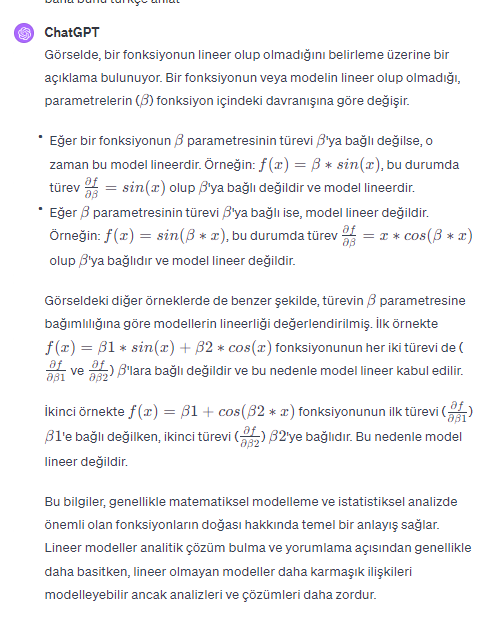 bana bunu türkçe anlat
ChatGPT
Görselde, bir fonksiyonun lineer olup olmadığını belirleme üzerine bir
açıklama bulunuyor. Bir fonksiyonun veya modelin lineer olup olmadığı,
parametrelerin (β) fonksiyon içindeki davranışına göre değişir.
• Eğer bir fonksiyonun β parametresinin türevi β'ya bağlı değilse, o
zaman bu model lineerdir. Örneğin: f(x) = β * sin(x), bu durumda
türev ∂f/∂β = sin(x) olup β'ya bağlı değildir ve model lineerdir.
• Eğer β parametresinin türevi β'ya bağlı ise, model lineer değildir.
Örneğin: f(x) = sin(β * x), bu durumda türev ∂f/∂β = x * cos(β * x)
olup β'ya bağlıdır ve model lineer değildir.
Görseldeki diğer örneklerde de benzer şekilde, türevin β parametresine
bağımlılığına göre modellerin lineerliği değerlendirilmiş. İlk örnekte
f(x) = β1 * sin(x) + β2 * cos(x) fonksiyonunun her iki türevi de (
∂f/∂β1 ve ∂f/∂β2) β'lara bağlı değildir ve bu nedenle model lineer kabul edilir.
İkinci örnekte f(x) = β1 + cos(β2 * x) fonksiyonunun ilk türevi (∂f/∂β1)
β1'e bağlı değilken, ikinci türevi (∂f/∂β2) β2'ye bağlıdır. Bu nedenle model
lineer değildir.
Bu bilgiler, genellikle matematiksel modelleme ve istatistiksel analizde
önemli olan fonksiyonların doğası hakkında temel bir anlayış sağlar.
Lineer modeller analitik çözüm bulma ve yorumlama açısından genellikle
daha basitken, lineer olmayan modeller daha karmaşık ilişkileri
modelleyebilir ancak analizleri ve çözümleri daha zordur.